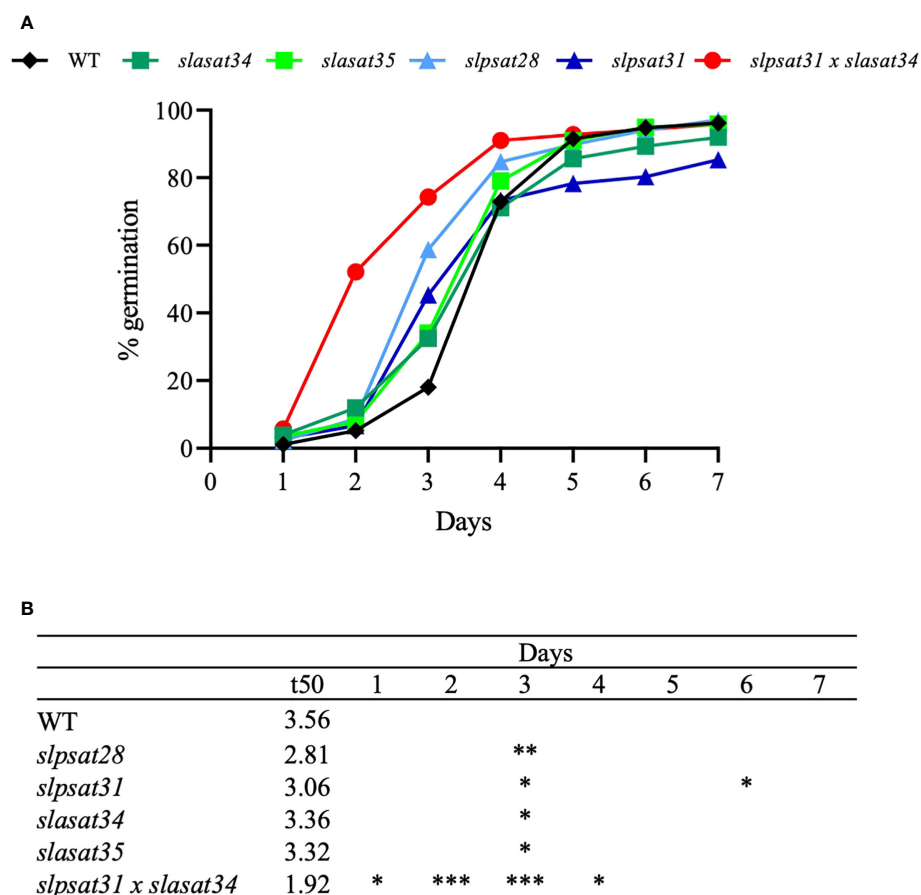 A
WT slasat34 slasat35 slpsat28 slpsat31 slpsat31 x slasat34
100
80
60
40
20
0
% germination
0 1 2 3 4 5 6 7
Days
B
Days
t50 1 2 3 4 5 6 7
WT 3.56
slpsat28 2.81 **
slpsat31 3.06 * *
slasat34 3.36 *
slasat35 3.32 *
slpsat31 x slasat34 1.92 * *** *** *